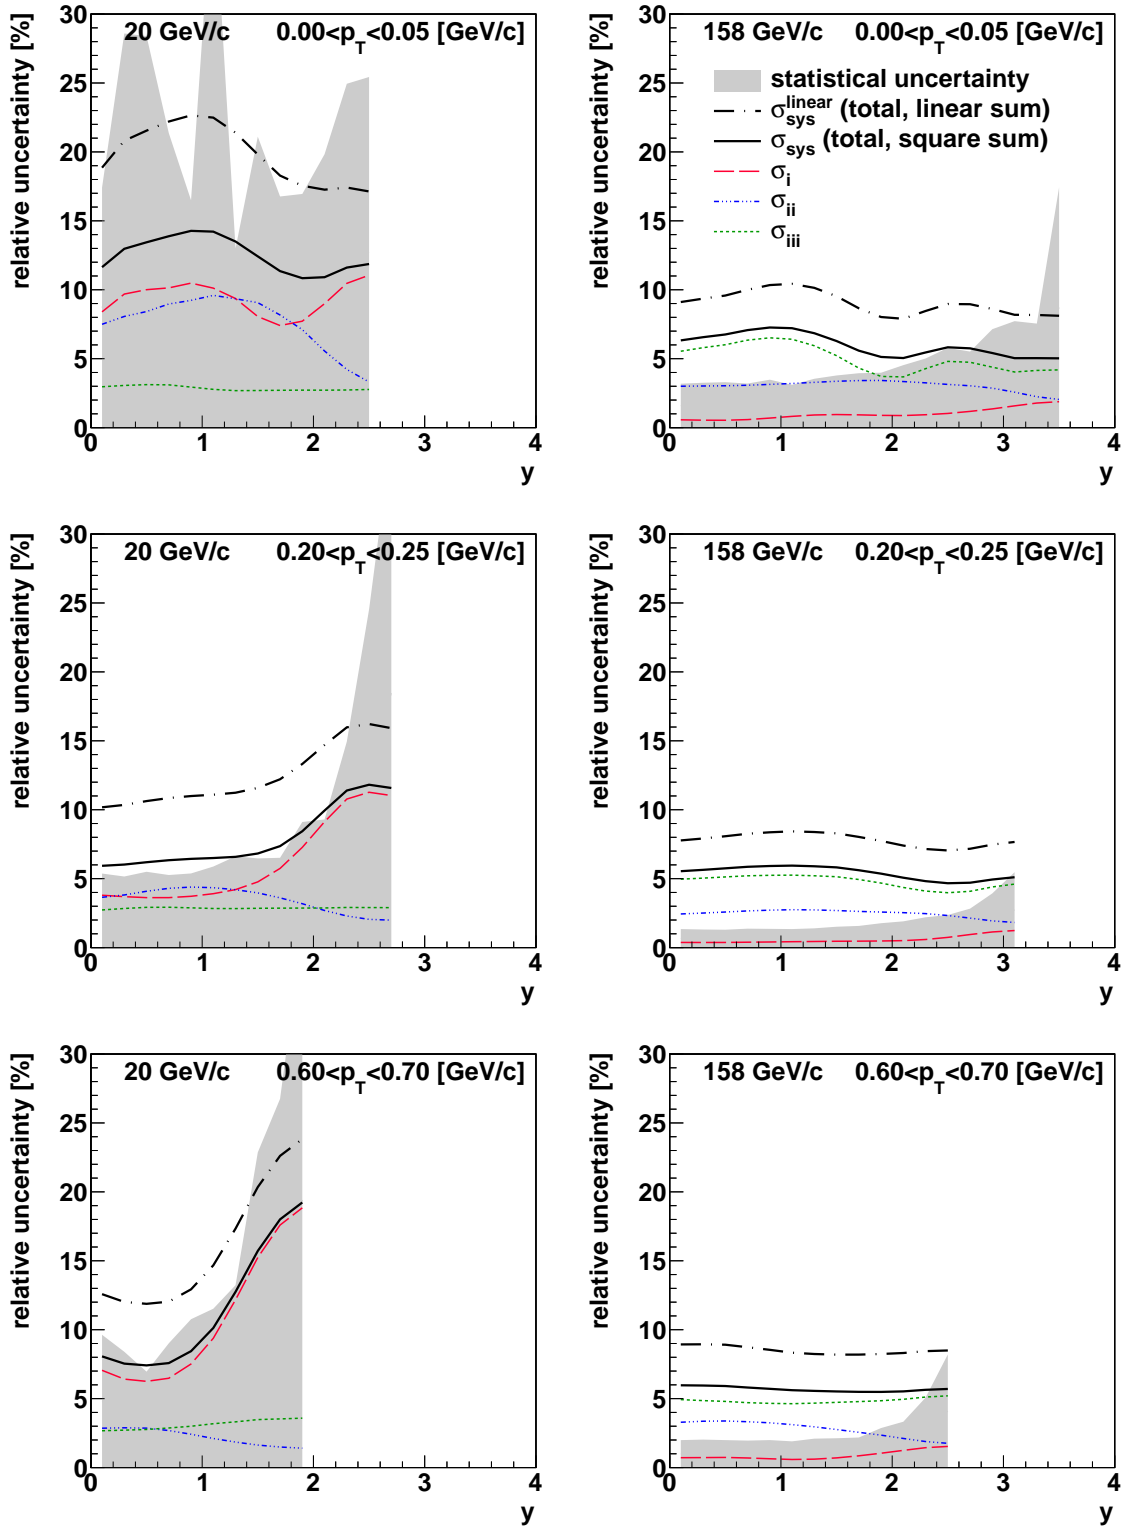 relative uncertainty [%]
20 GeV/c 0.00<p_T<0.05 [GeV/c]
30
25
20
15
10
5
0
0 1 2 3 4
y
relative uncertainty [%]
158 GeV/c 0.00<p_T<0.05 [GeV/c]
statistical uncertainty
σ_sys^linear (total, linear sum)
σ_sys (total, square sum)
σ_i
σ_ii
σ_iii
30
25
20
15
10
5
0
0 1 2 3 4
y
relative uncertainty [%]
20 GeV/c 0.20<p_T<0.25 [GeV/c]
30
25
20
15
10
5
0
0 1 2 3 4
y
relative uncertainty [%]
158 GeV/c 0.20<p_T<0.25 [GeV/c]
30
25
20
15
10
5
0
0 1 2 3 4
y
relative uncertainty [%]
20 GeV/c 0.60<p_T<0.70 [GeV/c]
30
25
20
15
10
5
0
0 1 2 3 4
y
relative uncertainty [%]
158 GeV/c 0.60<p_T<0.70 [GeV/c]
30
25
20
15
10
5
0
0 1 2 3 4
y